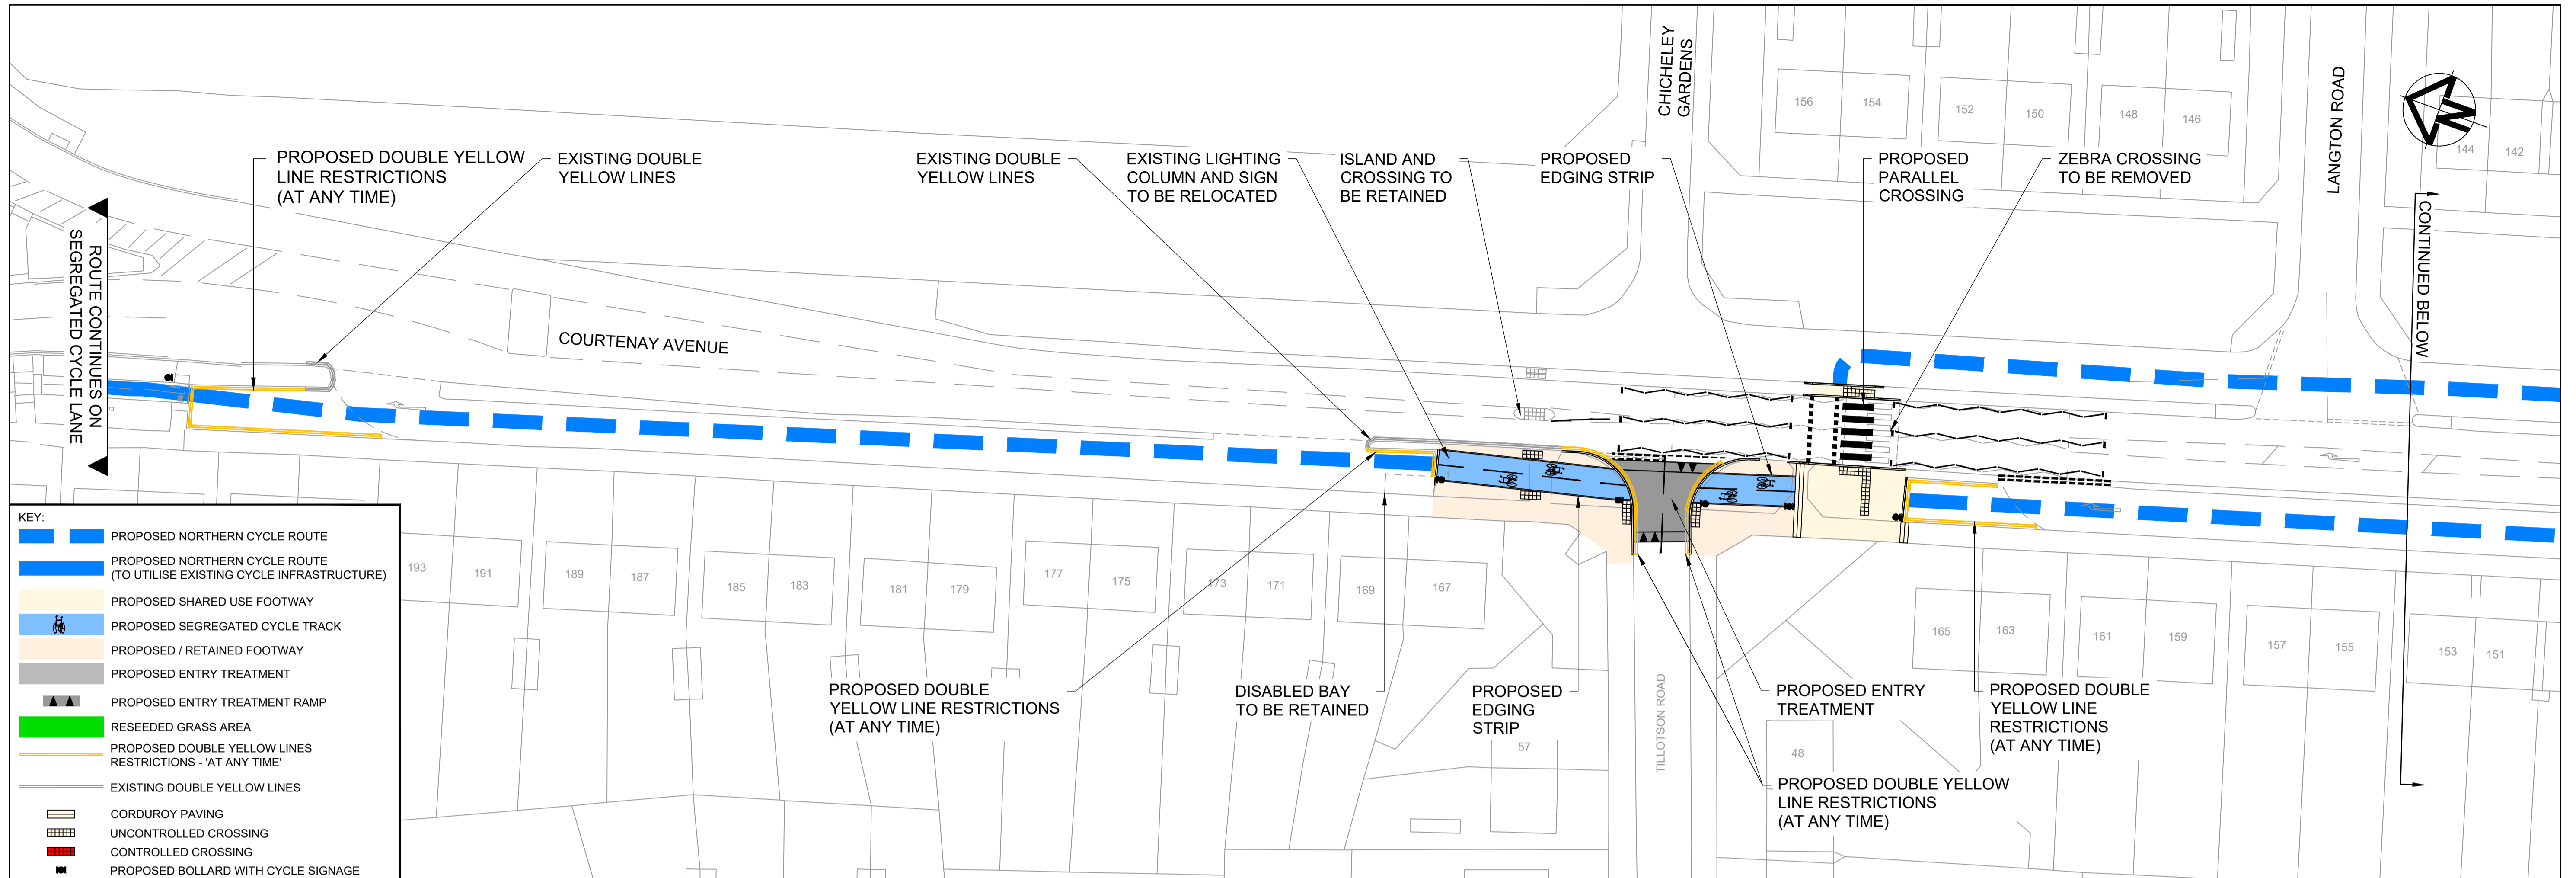 CHICHELEY
GARDENS
LANGTON ROAD
N
156
154
152
150
148
146
144
142
PROPOSED DOUBLE YELLOW
LINE RESTRICTIONS
(AT ANY TIME)
EXISTING DOUBLE
YELLOW LINES
EXISTING DOUBLE
YELLOW LINES
EXISTING LIGHTING
COLUMN AND SIGN
TO BE RELOCATED
ISLAND AND
CROSSING TO
BE RETAINED
PROPOSED
EDGING STRIP
PROPOSED
PARALLEL
CROSSING
ZEBRA CROSSING
TO BE REMOVED
CONTINUED BELOW
ROUTE CONTINUES ON
SEGREGATED CYCLE LANE
COURTENAY AVENUE
KEY:
PROPOSED NORTHERN CYCLE ROUTE
PROPOSED NORTHERN CYCLE ROUTE
(TO UTILISE EXISTING CYCLE INFRASTRUCTURE)
PROPOSED SHARED USE FOOTWAY
PROPOSED SEGREGATED CYCLE TRACK
PROPOSED / RETAINED FOOTWAY
PROPOSED ENTRY TREATMENT
PROPOSED ENTRY TREATMENT RAMP
RESEEDED GRASS AREA
PROPOSED DOUBLE YELLOW LINES
RESTRICTIONS - 'AT ANY TIME'
EXISTING DOUBLE YELLOW LINES
CORDUROY PAVING
UNCONTROLLED CROSSING
CONTROLLED CROSSING
PROPOSED BOLLARD WITH CYCLE SIGNAGE
193
191
189
187
185
183
181
179
177
175
173
171
169
167
165
163
161
159
157
155
153
151
PROPOSED DOUBLE
YELLOW LINE RESTRICTIONS
(AT ANY TIME)
DISABLED BAY
TO BE RETAINED
PROPOSED
EDGING
STRIP
57
TILLOTSON ROAD
PROPOSED ENTRY
TREATMENT
48
PROPOSED DOUBLE
YELLOW LINE
RESTRICTIONS
(AT ANY TIME)
PROPOSED DOUBLE YELLOW
LINE RESTRICTIONS
(AT ANY TIME)